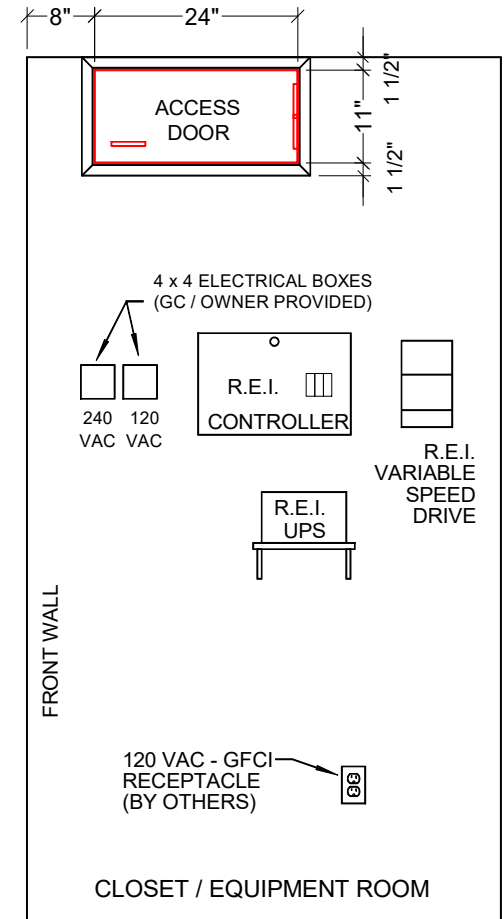 8"
24"
1 1/2"
11"
1 1/2"
ACCESS
DOOR
4 x 4 ELECTRICAL BOXES
(GC / OWNER PROVIDED)
240
VAC
120
VAC
R.E.I.
CONTROLLER
R.E.I.
VARIABLE
SPEED
DRIVE
R.E.I.
UPS
FRONT WALL
120 VAC - GFCI
RECEPTACLE
(BY OTHERS)
CLOSET / EQUIPMENT ROOM